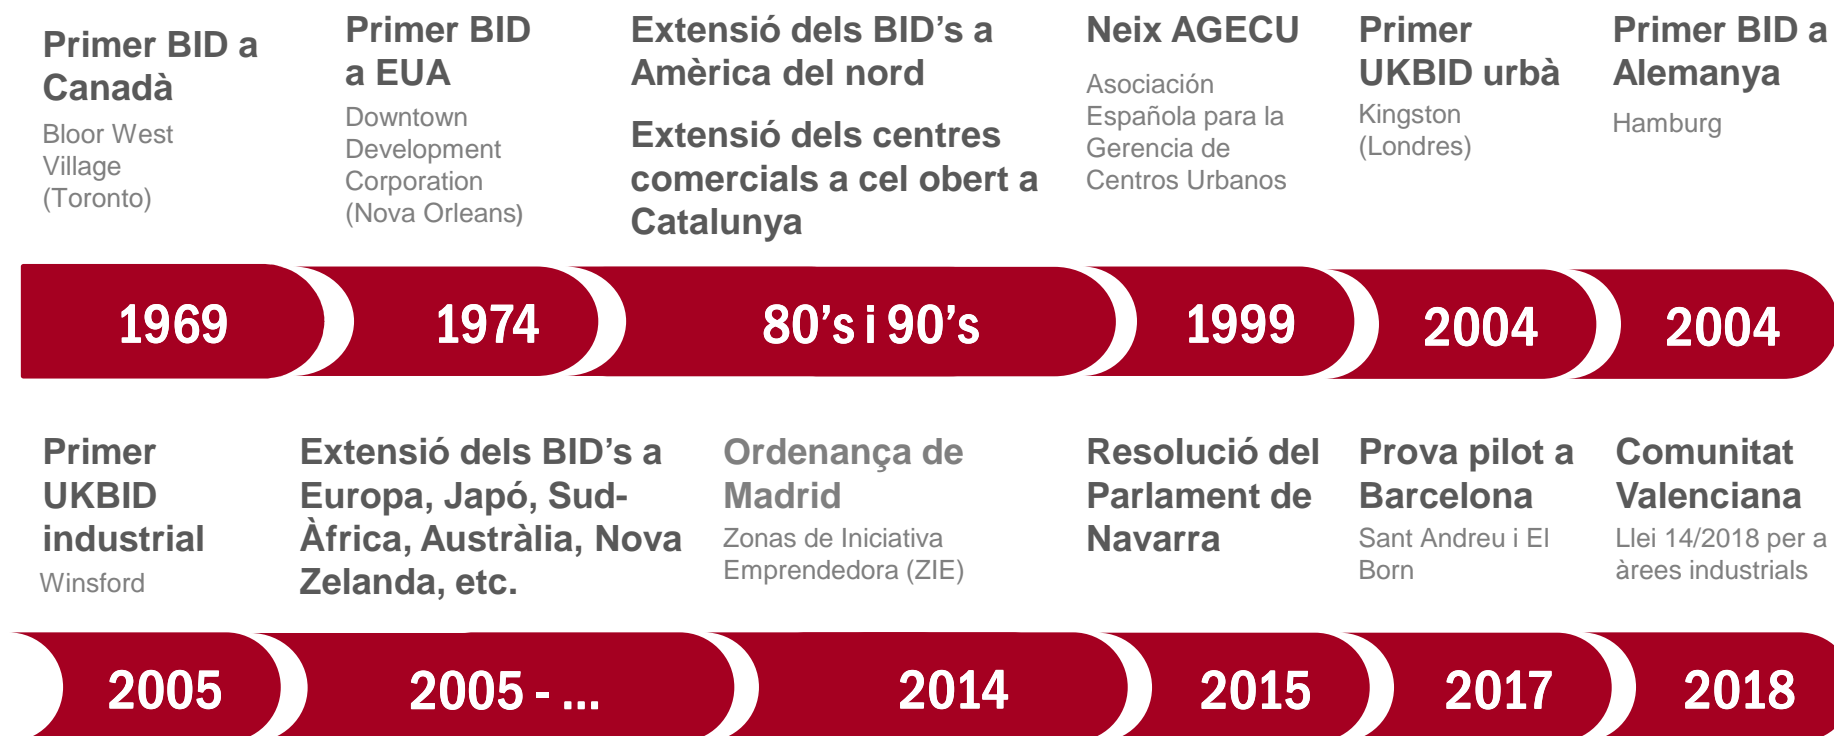 Primer BID a
Canadà
Bloor West
Village
(Toronto)
Primer BID
a EUA
Downtown
Development
Corporation
(Nova Orleans)
Extensió dels BID’s a
Amèrica del nord
Extensió dels centres
comercials a cel obert a
Catalunya
Neix AGECU
Asociación
Española para la
Gerencia de
Centros Urbanos
Primer
UKBID urbà
Kingston
(Londres)
Primer BID a
Alemanya
Hamburg
1969
1974
80’s i 90’s
1999
2004
2004
Primer
UKBID
industrial
Winsford
Extensió dels BID’s a
Europa, Japó, Sud-
Àfrica, Austràlia, Nova
Zelanda, etc.
Ordenança de
Madrid
Zonas de Iniciativa
Emprendedora (ZIE)
Resolució del
Parlament de
Navarra
Prova pilot a
Barcelona
Sant Andreu i El
Born
Comunitat
Valenciana
Llei 14/2018 per a
àrees industrials
2005
2005 - ...
2014
2015
2017
2018